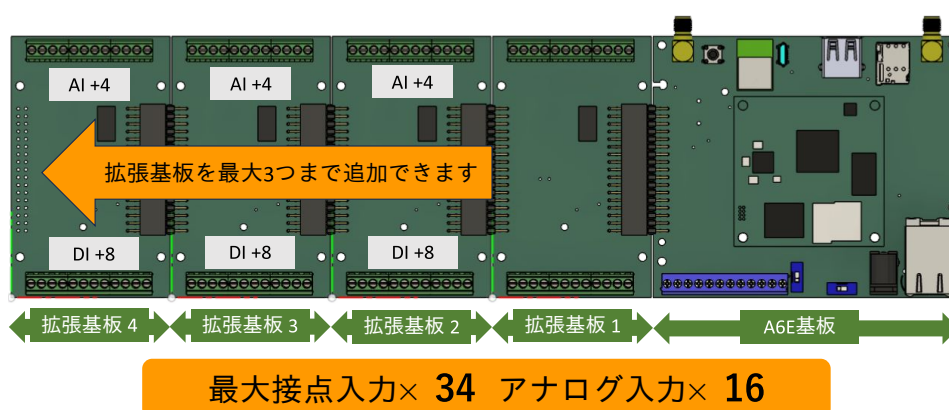 AI +4
AI +4
AI +4
拡張基板を最大3つまで追加できます
DI +8
DI +8
DI +8
拡張基板 4
拡張基板 3
拡張基板 2
拡張基板 1
A6E基板
最大接点入力× 34 アナログ入力× 16